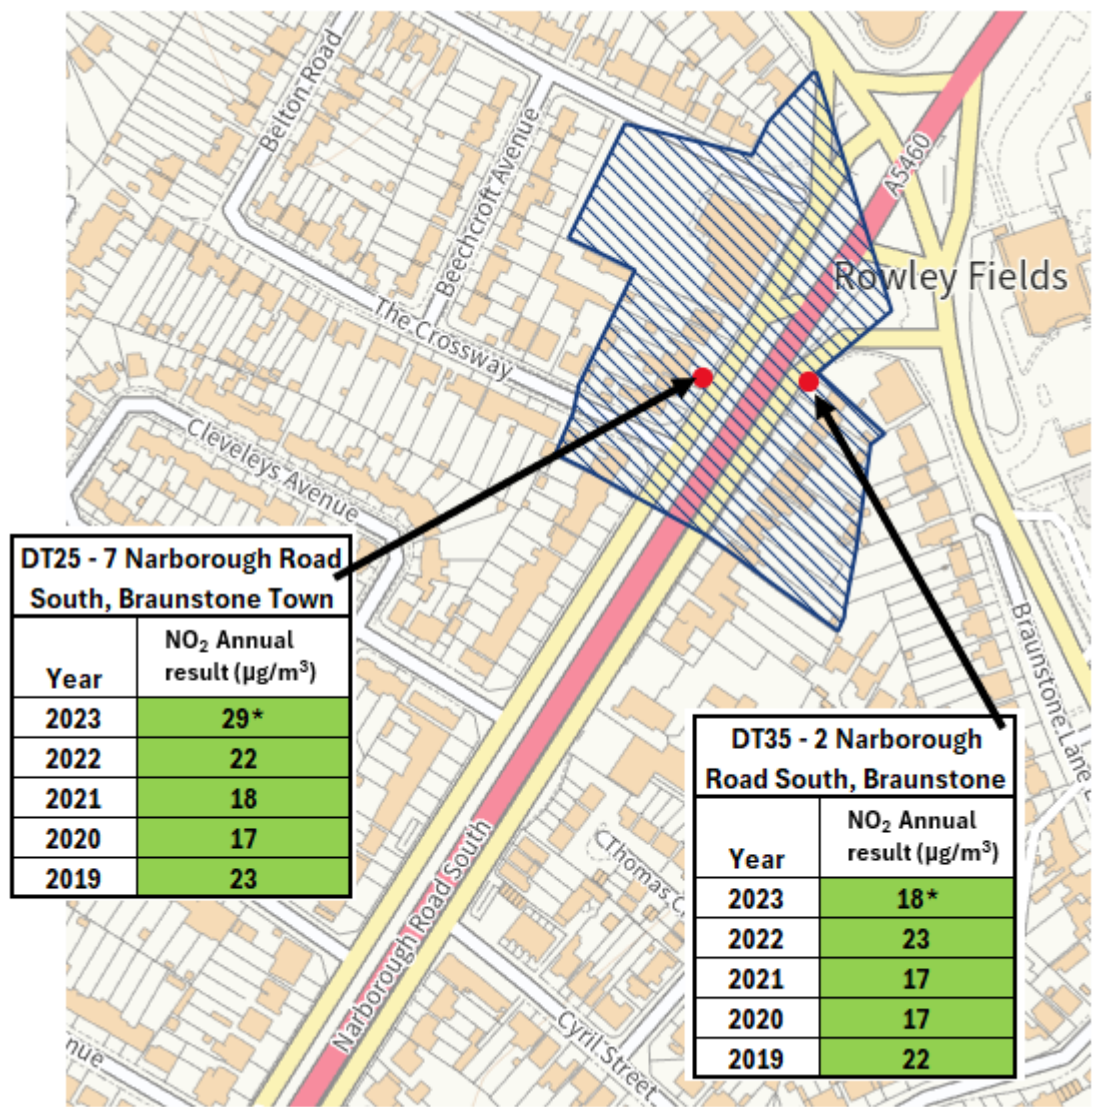 Belton Road
Beechcroft Avenue
A5460
Rowley Fields
The Crossway
Cleveleys Avenue
DT25 - 7 Narborough Road
South, Braunstone Town
Year
NO₂ Annual
result (µg/m³)
2023 29*
2022 22
2021 18
2020 17
2019 23
Braunstone Lane
DT35 - 2 Narborough
Road South, Braunstone
Year
NO₂ Annual
result (µg/m³)
2023 18*
2022 23
2021 17
2020 17
2019 22
Narborough Road South
Thomas C
Cyril Street
nue